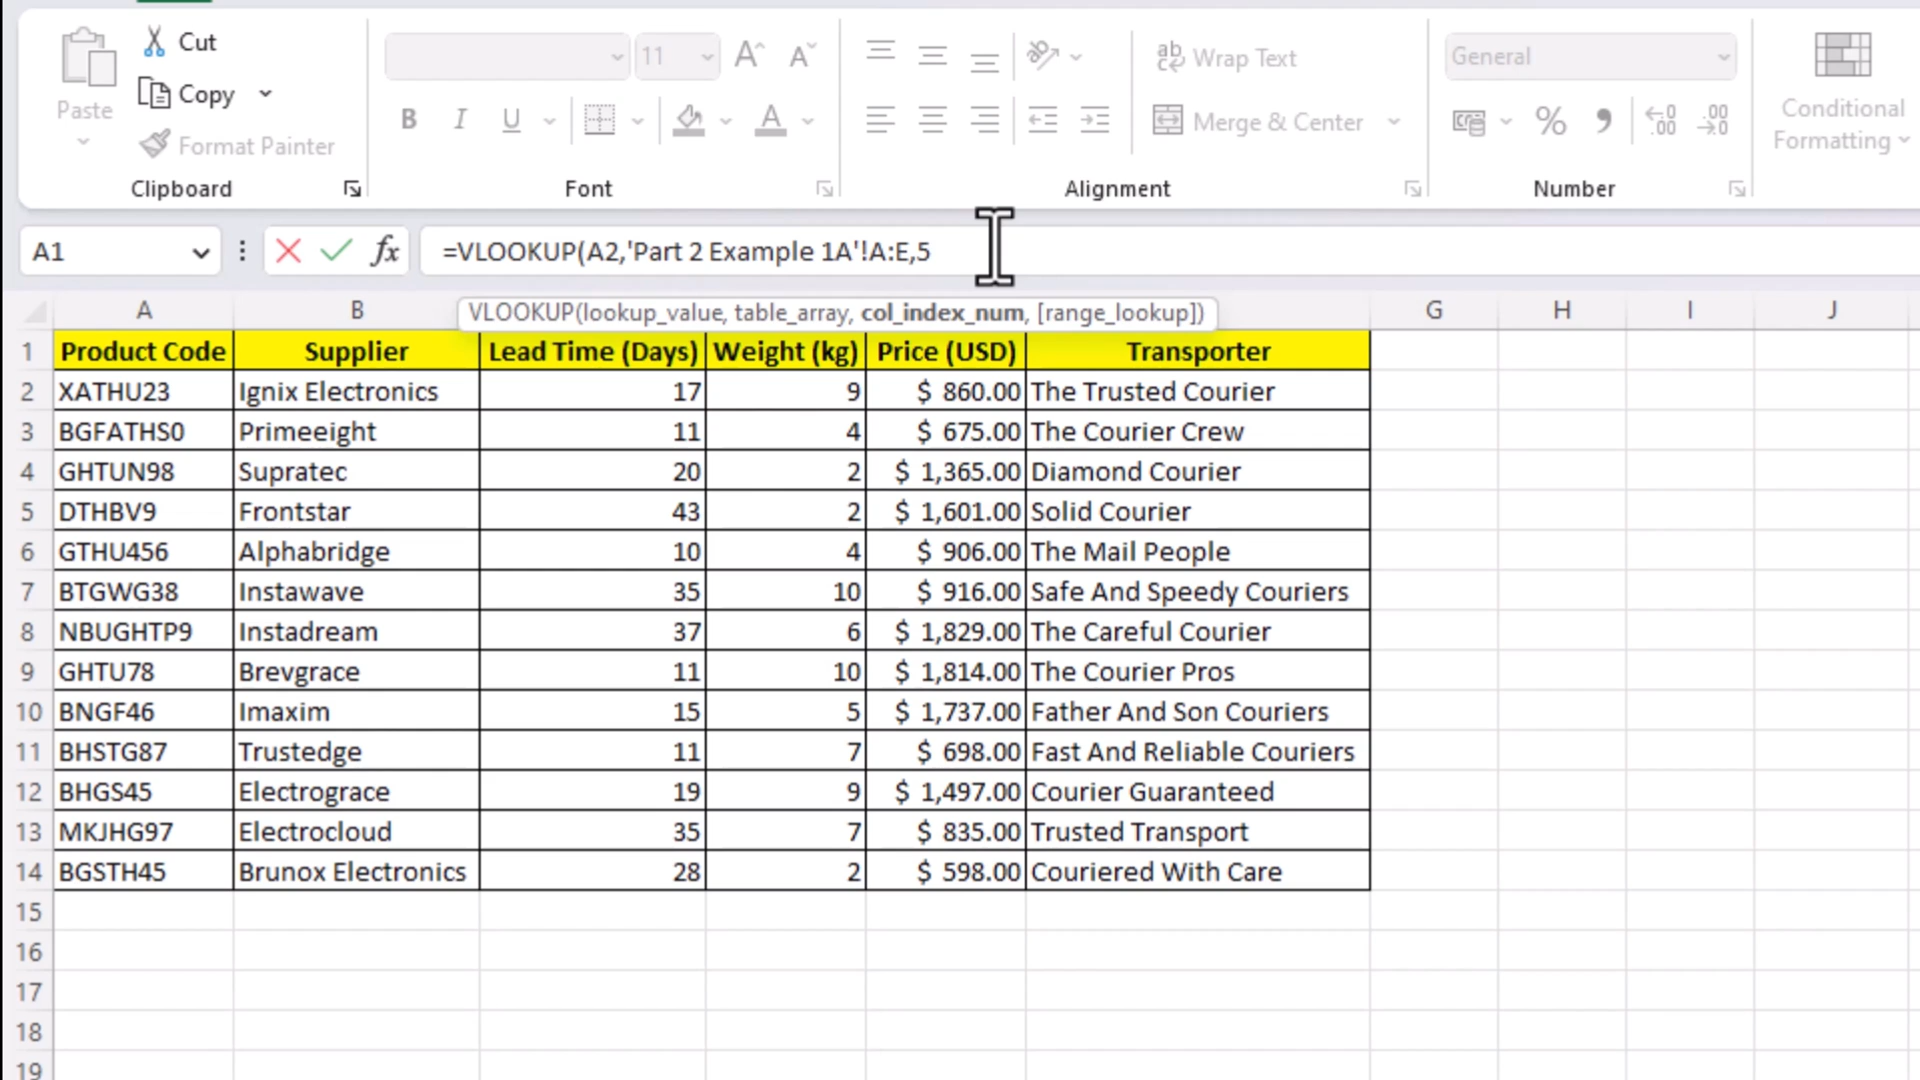 Cut
Copy
Paste
Format Painter
Clipboard
11
A A
B I U
A
Font
ab Wrap Text
Merge & Center
Alignment
General
% ,
Number
Conditional
Formatting
A1
fx
=VLOOKUP(A2,'Part 2 Example 1A'!A:E,5
VLOOKUP(lookup_value, table_array, col_index_num, [range_lookup])
A B G H I J
1 Product Code Supplier Lead Time (Days) Weight (kg) Price (USD) Transporter
2 XATHU23 Ignix Electronics 17 9 $ 860.00 The Trusted Courier
3 BGFATHS0 Primeeight 11 4 $ 675.00 The Courier Crew
4 GHTUN98 Supratec 20 2 $ 1,365.00 Diamond Courier
5 DTHBV9 Frontstar 43 2 $ 1,601.00 Solid Courier
6 GTHU456 Alphabridge 10 4 $ 906.00 The Mail People
7 BTGWG38 Instawave 35 10 $ 916.00 Safe And Speedy Couriers
8 NBUGHTP9 Instadream 37 6 $ 1,829.00 The Careful Courier
9 GHTU78 Brevgrace 11 10 $ 1,814.00 The Courier Pros
10 BNGF46 Imaxim 15 5 $ 1,737.00 Father And Son Couriers
11 BHSTG87 Trustedge 11 7 $ 698.00 Fast And Reliable Couriers
12 BHGS45 Electrograce 19 9 $ 1,497.00 Courier Guaranteed
13 MKJHG97 Electrocloud 35 7 $ 835.00 Trusted Transport
14 BGSTH45 Brunox Electronics 28 2 $ 598.00 Couriered With Care
15
16
17
18
19